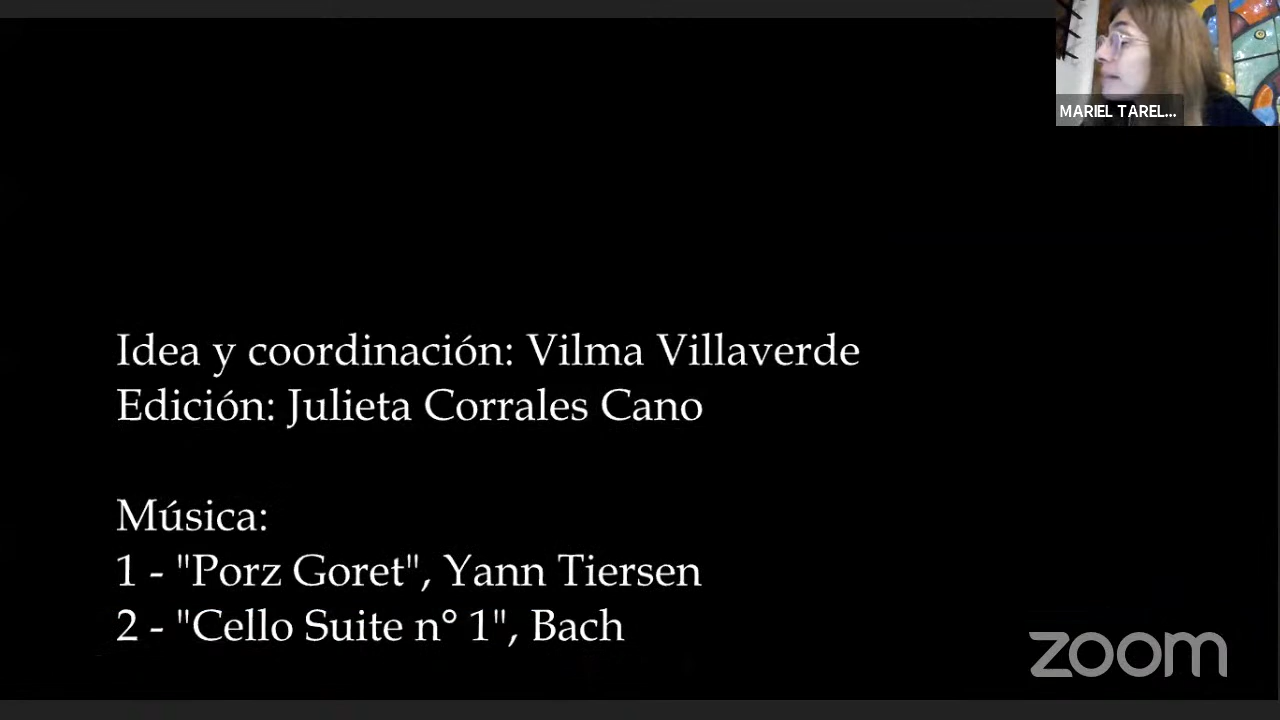 MARIEL TAREL...
Idea y coordinación: Vilma Villaverde
Edición: Julieta Corrales Cano
Música:
1 - "Porz Goret", Yann Tiersen
2 - "Cello Suite n° 1", Bach
zoom